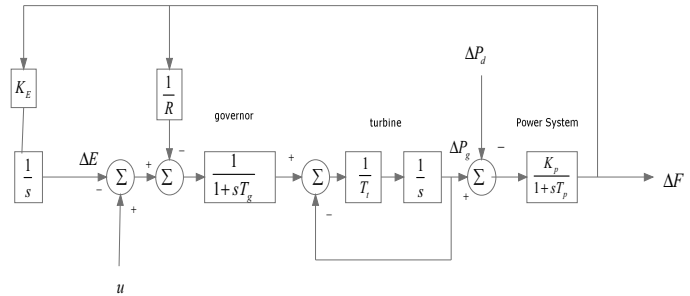 ΔP_d
K_E
1/R
governor
turbine
Power System
1/s
ΔE
−
+
+
−
Σ
Σ
1/(1+sT_g)
+
−
Σ
1/T_t
1/s
ΔP_g
+
−
Σ
K_p/(1+sT_p)
ΔF
u